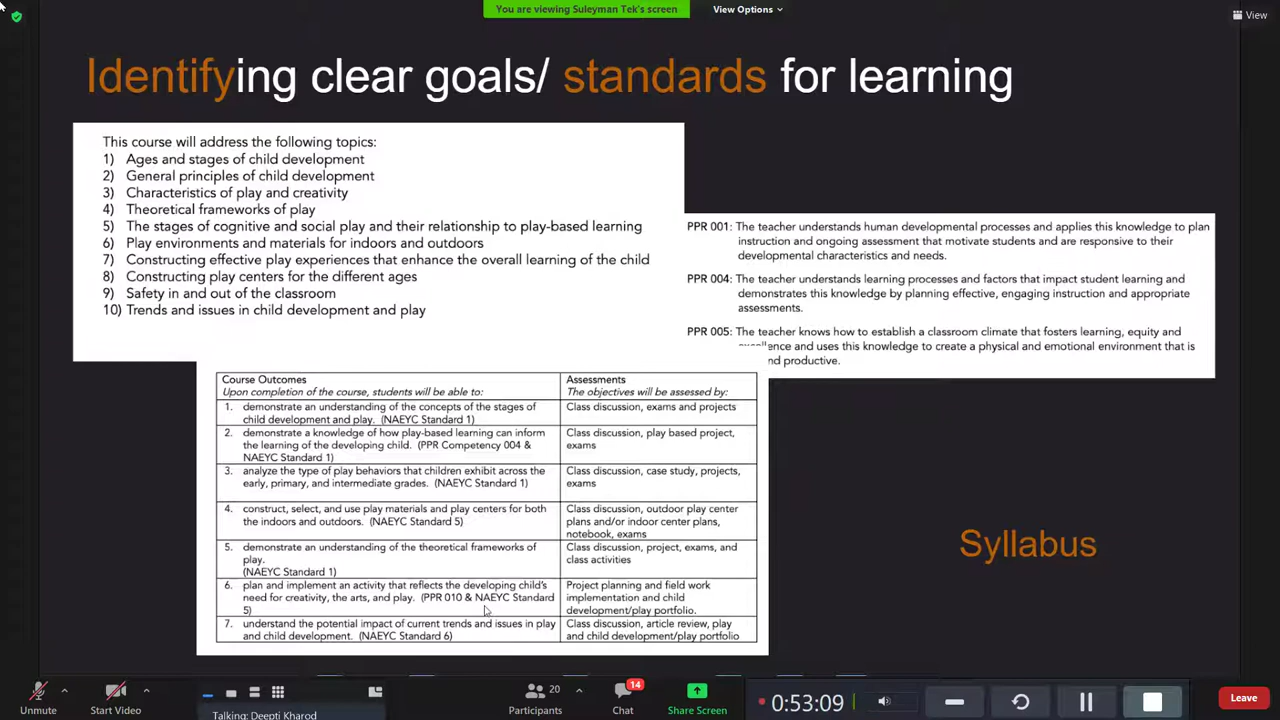 You are viewing Suleyman Tek's screen
View Options
View
Identifying clear goals/ standards for learning
This course will address the following topics:
1) Ages and stages of child development
2) General principles of child development
3) Characteristics of play and creativity
4) Theoretical frameworks of play
5) The stages of cognitive and social play and their relationship to play-based learning
6) Play environments and materials for indoors and outdoors
7) Constructing effective play experiences that enhance the overall learning of the child
8) Constructing play centers for the different ages
9) Safety in and out of the classroom
10) Trends and issues in child development and play
PPR 001: The teacher understands human developmental processes and applies this knowledge to plan
instruction and ongoing assessment that motivate students and are responsive to their
developmental characteristics and needs.
PPR 004: The teacher understands learning processes and factors that impact student learning and
demonstrates this knowledge by planning effective, engaging instruction and appropriate
assessments.
PPR 005: The teacher knows how to establish a classroom climate that fosters learning, equity and
excellence and uses this knowledge to create a physical and emotional environment that is
productive.
Course Outcomes
Upon completion of the course, students will be able to:
Assessments
The objectives will be assessed by:
1. demonstrate an understanding of the concepts of the stages of
child development and play. (NAEYC Standard 1)
Class discussion, exams and projects
2. demonstrate a knowledge of how play-based learning can inform
the learning of the developing child. (PPR Competency 004 &
NAEYC Standard 1)
Class discussion, play based project,
exams
3. analyze the type of play behaviors that children exhibit across the
early, primary, and intermediate grades. (NAEYC Standard 1)
Class discussion, case study, projects,
exams
4. construct, select, and use play materials and play centers for both
the indoors and outdoors. (NAEYC Standard 5)
Class discussion, outdoor play center
plans and/or indoor center plans,
notebook, exams
5. demonstrate an understanding of the theoretical frameworks of
play.
(NAEYC Standard 1)
Class discussion, project, exams, and
class activities
6. plan and implement an activity that reflects the developing child's
need for creativity, the arts, and play. (PPR 010 & NAEYC Standard
5)
Project planning and field work
implementation and child
development/play portfolio.
7. understand the potential impact of current trends and issues in play
and child development. (NAEYC Standard 6)
Class discussion, article review, play
and child development/play portfolio
Syllabus
Unmute
Start Video
Talking: Deepti Kharod
20
Participants
14
Chat
Share Screen
0:53:09
Leave